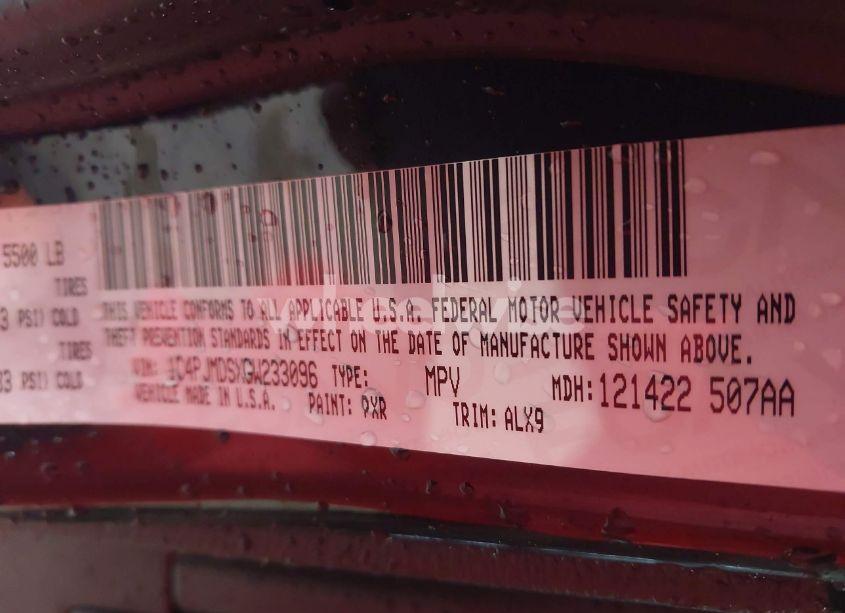 5500 LB
TIRES
3 PSI) COLD
TIRES
33 PSI) COLD
THIS VEHICLE CONFORMS TO ALL APPLICABLE U.S.A. FEDERAL MOTOR VEHICLE SAFETY AND
THEFT PREVENTION STANDARDS IN EFFECT ON THE DATE OF MANUFACTURE SHOWN ABOVE.
VIN: 1C4PJMDSXGW233096 TYPE: MPV MDH: 121422 507AA
VEHICLE MADE IN U.S.A. PAINT: PXR TRIM: ALX9